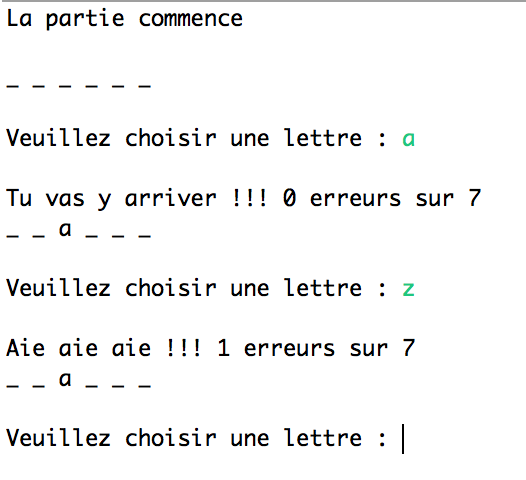 La partie commence
_ _ _ _ _ _
Veuillez choisir une lettre : a
Tu vas y arriver !!! 0 erreurs sur 7
_ _ a _ _ _
Veuillez choisir une lettre : z
Aie aie aie !!! 1 erreurs sur 7
_ _ a _ _ _
Veuillez choisir une lettre :